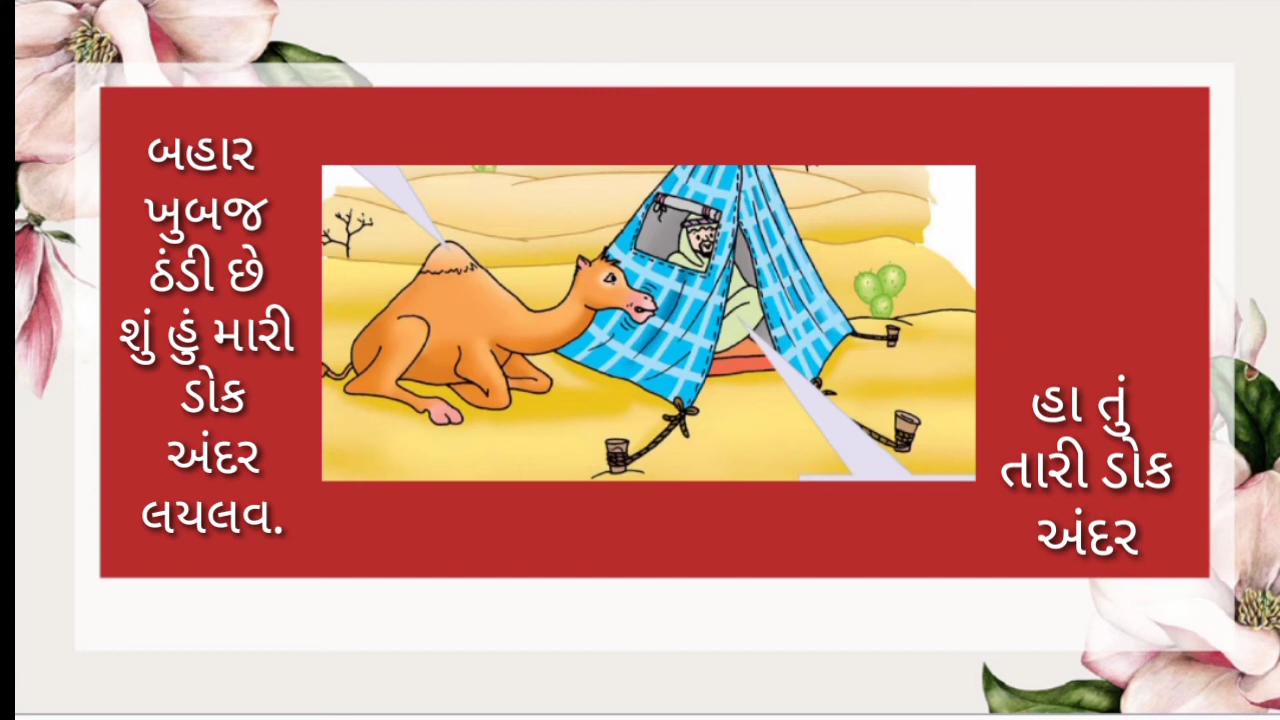 બહાર
ખુબજ
ઠંડી છે
શું હું મારી
ડોક
અંદર
લયલવ.
હા તું
તારી ડોક
અંદર